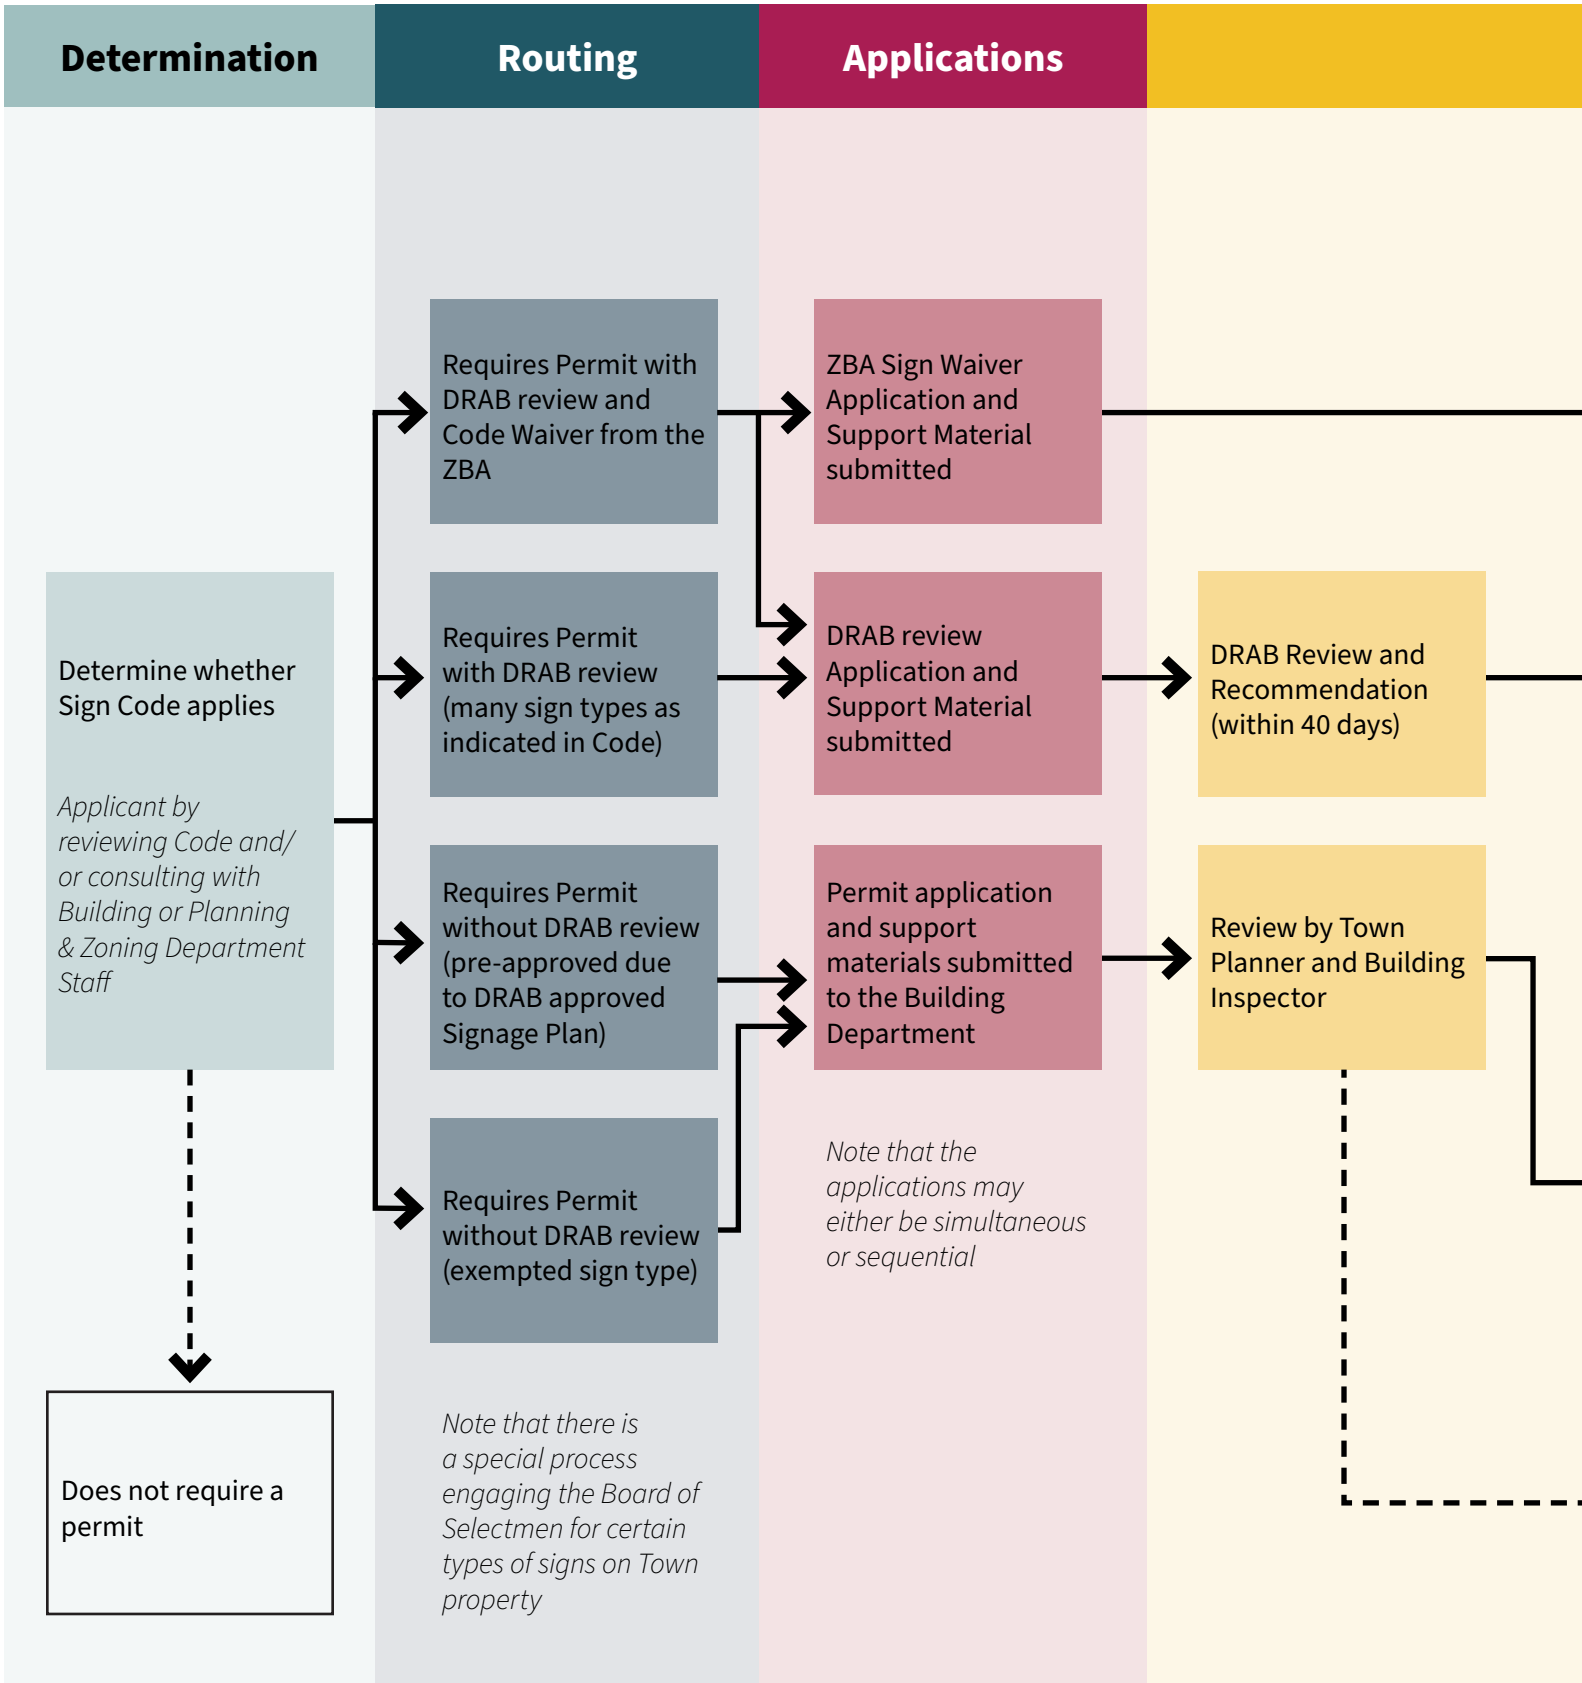 Determination
Routing
Applications
Determine whether
Sign Code applies
Applicant by
reviewing Code and/
or consulting with
Building or Planning
& Zoning Department
Staff
Does not require a
permit
Requires Permit with
DRAB review and
Code Waiver from the
ZBA
Requires Permit
with DRAB review
(many sign types as
indicated in Code)
Requires Permit
without DRAB review
(pre-approved due
to DRAB approved
Signage Plan)
Requires Permit
without DRAB review
(exempted sign type)
Note that there is
a special process
engaging the Board of
Selectmen for certain
types of signs on Town
property
ZBA Sign Waiver
Application and
Support Material
submitted
DRAB review
Application and
Support Material
submitted
Permit application
and support
materials submitted
to the Building
Department
Note that the
applications may
either be simultaneous
or sequential
DRAB Review and
Recommendation
(within 40 days)
Review by Town
Planner and Building
Inspector